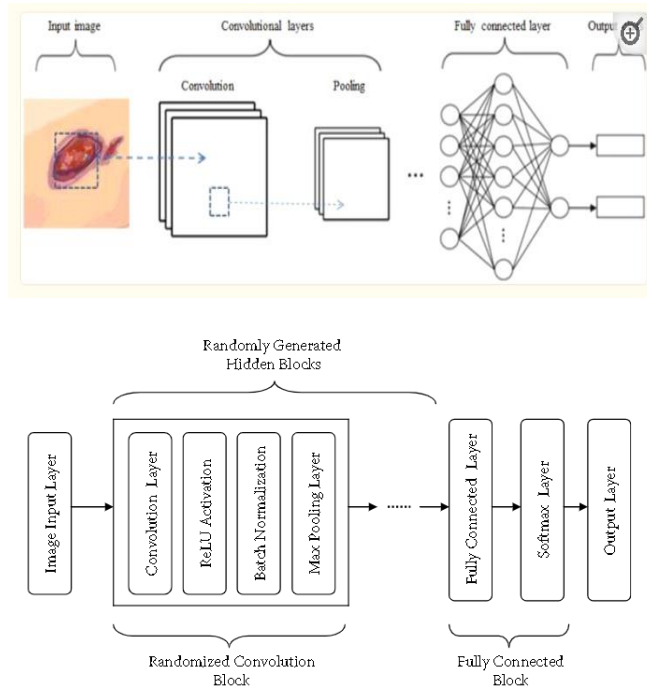 Input image
Convolutional layers
Fully connected layer
Convolution
Pooling
Randomly Generated
Hidden Blocks
Image Input Layer
Convolution Layer
ReLU Activation
Batch Normalization
Max Pooling Layer
Fully Connected Layer
Softmax Layer
Output Layer
Randomized Convolution
Block
Fully Connected
Block